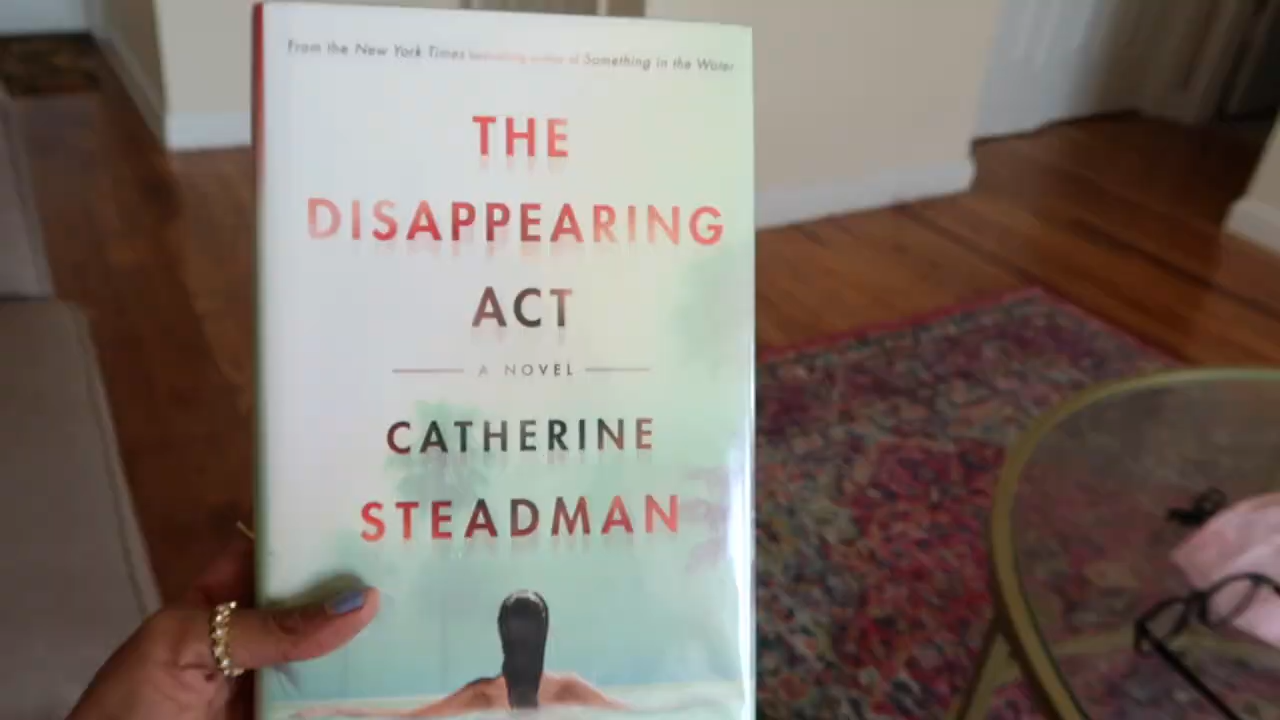 From the New York Times bestselling author of Something in the Water
THE
DISAPPEARING
ACT
A NOVEL
CATHERINE
STEADMAN